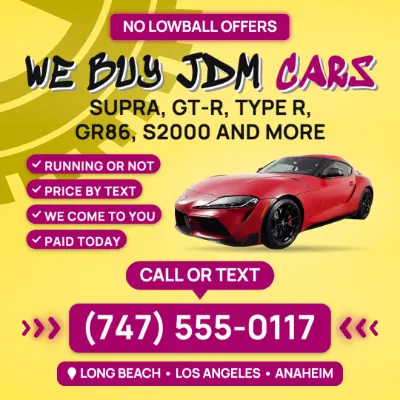 NO LOWBALL OFFERS
WE BUY JDM CARS
SUPRA, GT-R, TYPE R,
GR86, S2000 AND MORE
RUNNING OR NOT
PRICE BY TEXT
WE COME TO YOU
PAID TODAY
CALL OR TEXT
(747) 555-0117
LONG BEACH • LOS ANGELES • ANAHEIM